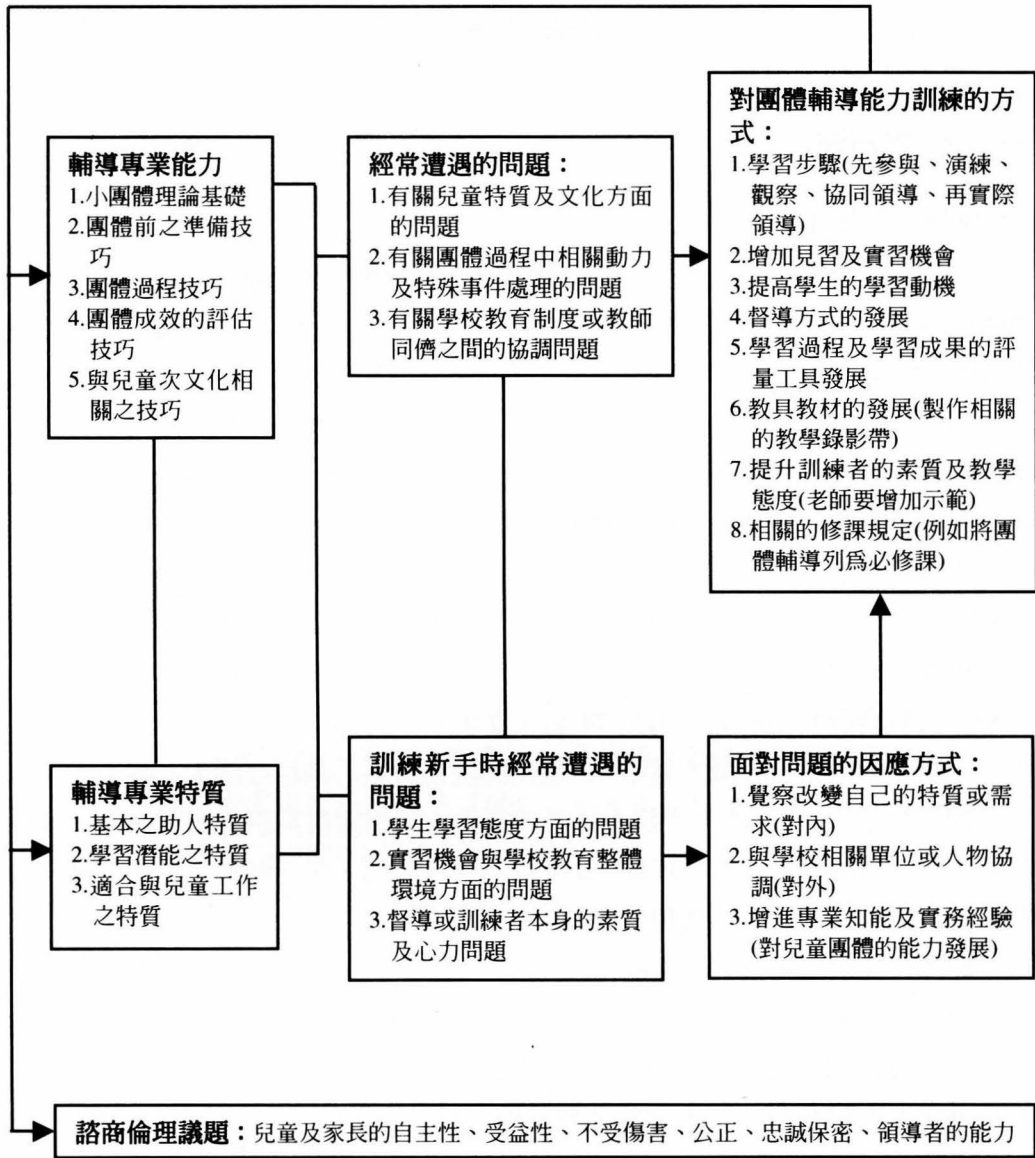 輔導專業能力
1.小團體理論基礎
2.團體前之準備技
巧
3.團體過程技巧
4.團體成效的評估
技巧
5.與兒童次文化相
關之技巧
經常遭遇的問題：
1.有關兒童特質及文化方面
的問題
2.有關團體過程中相關動力
及特殊事件處理的問題
3.有關學校教育制度或教師
同儕之間的協調問題
對團體輔導能力訓練的方
式：
1.學習步驟(先參與、演練、
觀察、協同領導、再實際
領導)
2.增加見習及實習機會
3.提高學生的學習動機
4.督導方式的發展
5.學習過程及學習成果的評
量工具發展
6.教具教材的發展(製作相關
的教學錄影帶)
7.提升訓練者的素質及教學
態度(老師要增加示範)
8.相關的修課規定(例如將團
體輔導列爲必修課)
輔導專業特質
1.基本之助人特質
2.學習潛能之特質
3.適合與兒童工作
之特質
訓練新手時經常遭遇的
問題：
1.學生學習態度方面的問題
2.實習機會與學校教育整體
環境方面的問題
3.督導或訓練者本身的素質
及心力問題
面對問題的因應方式：
1.覺察改變自己的特質或需
求(對內)
2.與學校相關單位或人物協
調(對外)
3.增進專業知能及實務經驗
(對兒童團體的能力發展)
諮商倫理議題：兒童及家長的自主性、受益性、不受傷害、公正、忠誠保密、領導者的能力